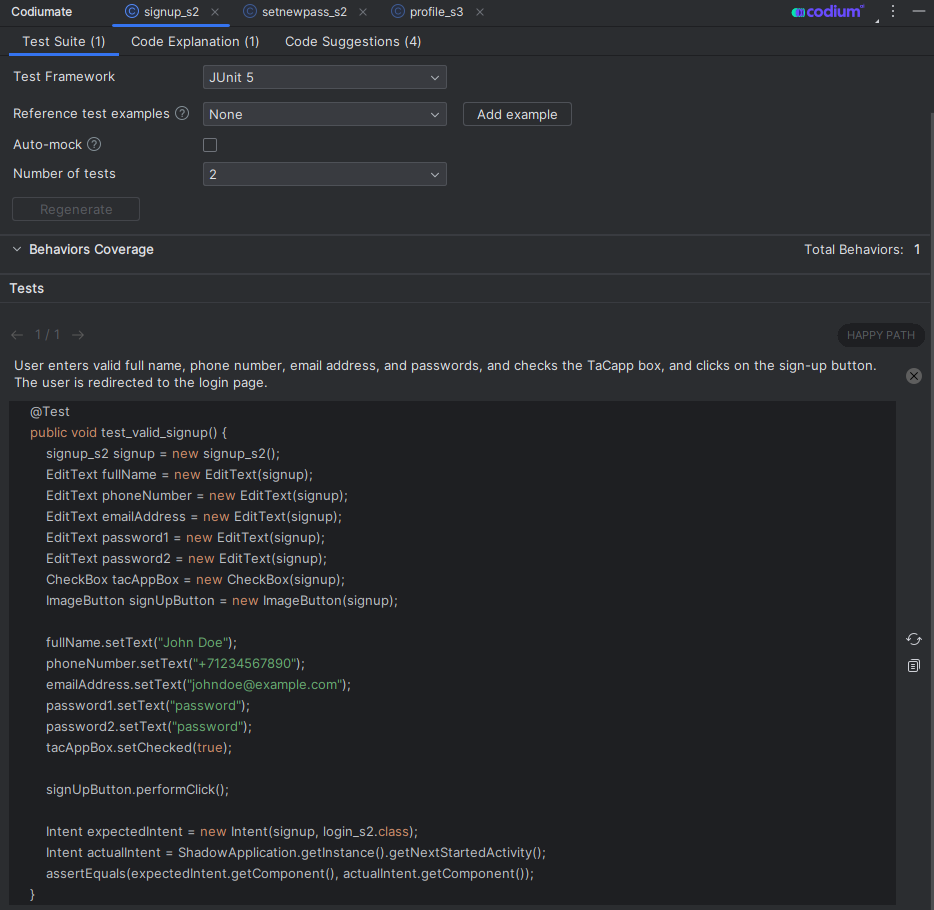 Codiumate
signup_s2
setnewpass_s2
profile_s3
codium
Test Suite (1)
Code Explanation (1)
Code Suggestions (4)
Test Framework
JUnit 5
Reference test examples
None
Add example
Auto-mock
Number of tests
2
Regenerate
Behaviors Coverage
Total Behaviors: 1
Tests
1 / 1
HAPPY PATH
User enters valid full name, phone number, email address, and passwords, and checks the TaCapp box, and clicks on the sign-up button.
The user is redirected to the login page.
@Test
public void test_valid_signup() {
    signup_s2 signup = new signup_s2();
    EditText fullName = new EditText(signup);
    EditText phoneNumber = new EditText(signup);
    EditText emailAddress = new EditText(signup);
    EditText password1 = new EditText(signup);
    EditText password2 = new EditText(signup);
    CheckBox tacAppBox = new CheckBox(signup);
    ImageButton signUpButton = new ImageButton(signup);

    fullName.setText("John Doe");
    phoneNumber.setText("+71234567890");
    emailAddress.setText("johndoe@example.com");
    password1.setText("password");
    password2.setText("password");
    tacAppBox.setChecked(true);

    signUpButton.performClick();

    Intent expectedIntent = new Intent(signup, login_s2.class);
    Intent actualIntent = ShadowApplication.getInstance().getNextStartedActivity();
    assertEquals(expectedIntent.getComponent(), actualIntent.getComponent());
}